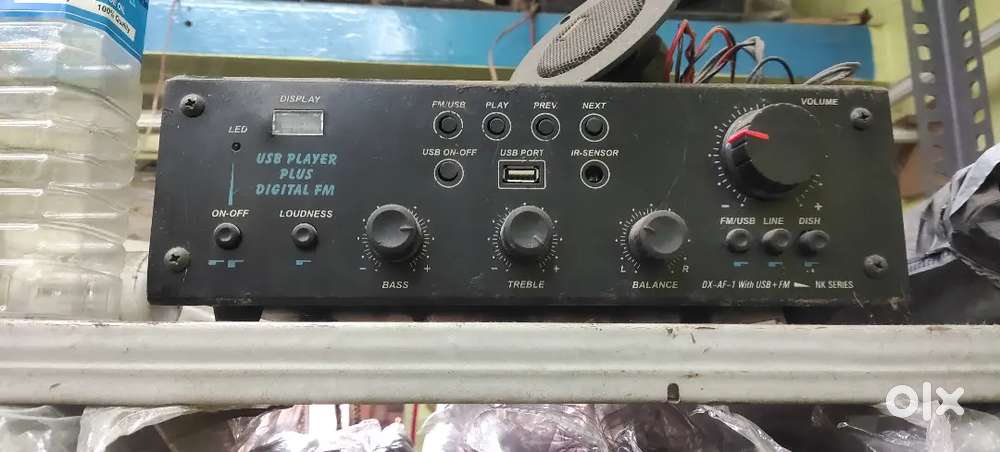 100% Quality
DISPLAY
LED
USB PLAYER
PLUS
DIGITAL FM
ON-OFF
LOUDNESS
FM/USB
PLAY
PREV.
NEXT
USB ON-OFF
USB PORT
IR-SENSOR
VOLUME
- +
FM/USB
LINE
DISH
- +
BASS
- +
TREBLE
L R
BALANCE
DX-AF-1 With USB+FM
NK SERIES
olx